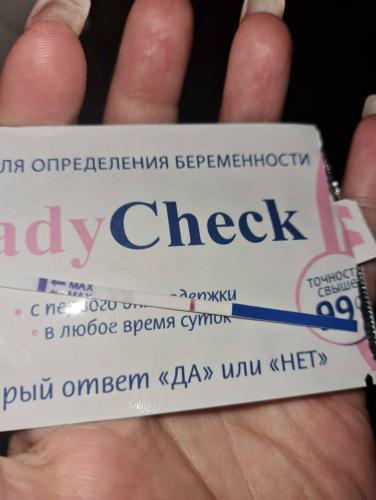 ЛЯ ОПРЕДЕЛЕНИЯ БЕРЕМЕННОСТИ
adyCheck
MAX
MAX
ТОЧНОСТ
СВЫШЕ
99
• с первого дня задержки
• в любое время суток
рый ответ «ДА» или «НЕТ»